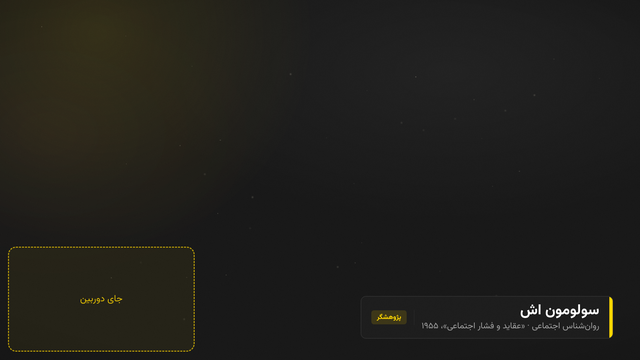 سولومون اش
روان‌شناس اجتماعی · «عقاید و فشار اجتماعی»، ۱۹۵۵
پژوهشگر
جای دوربین